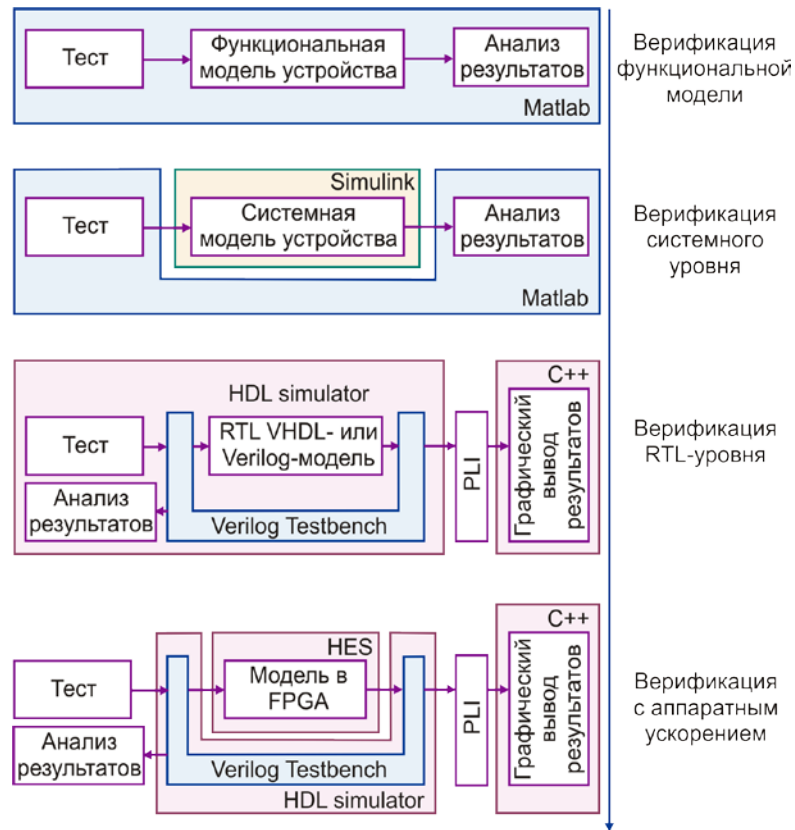 Тест
Функциональная
модель устройства
Анализ
результатов
Matlab
Верификация
функциональной
модели
Simulink
Тест
Системная
модель устройства
Анализ
результатов
Matlab
Верификация
системного
уровня
HDL simulator
Тест
RTL VHDL- или
Verilog-модель
Анализ
результатов
Verilog Testbench
PLI
C++
Графический
вывод
результатов
Верификация
RTL-уровня
HES
Тест
Модель в
FPGA
Анализ
результатов
Verilog Testbench
HDL simulator
PLI
C++
Графический
вывод
результатов
Верификация
с аппаратным
ускорением